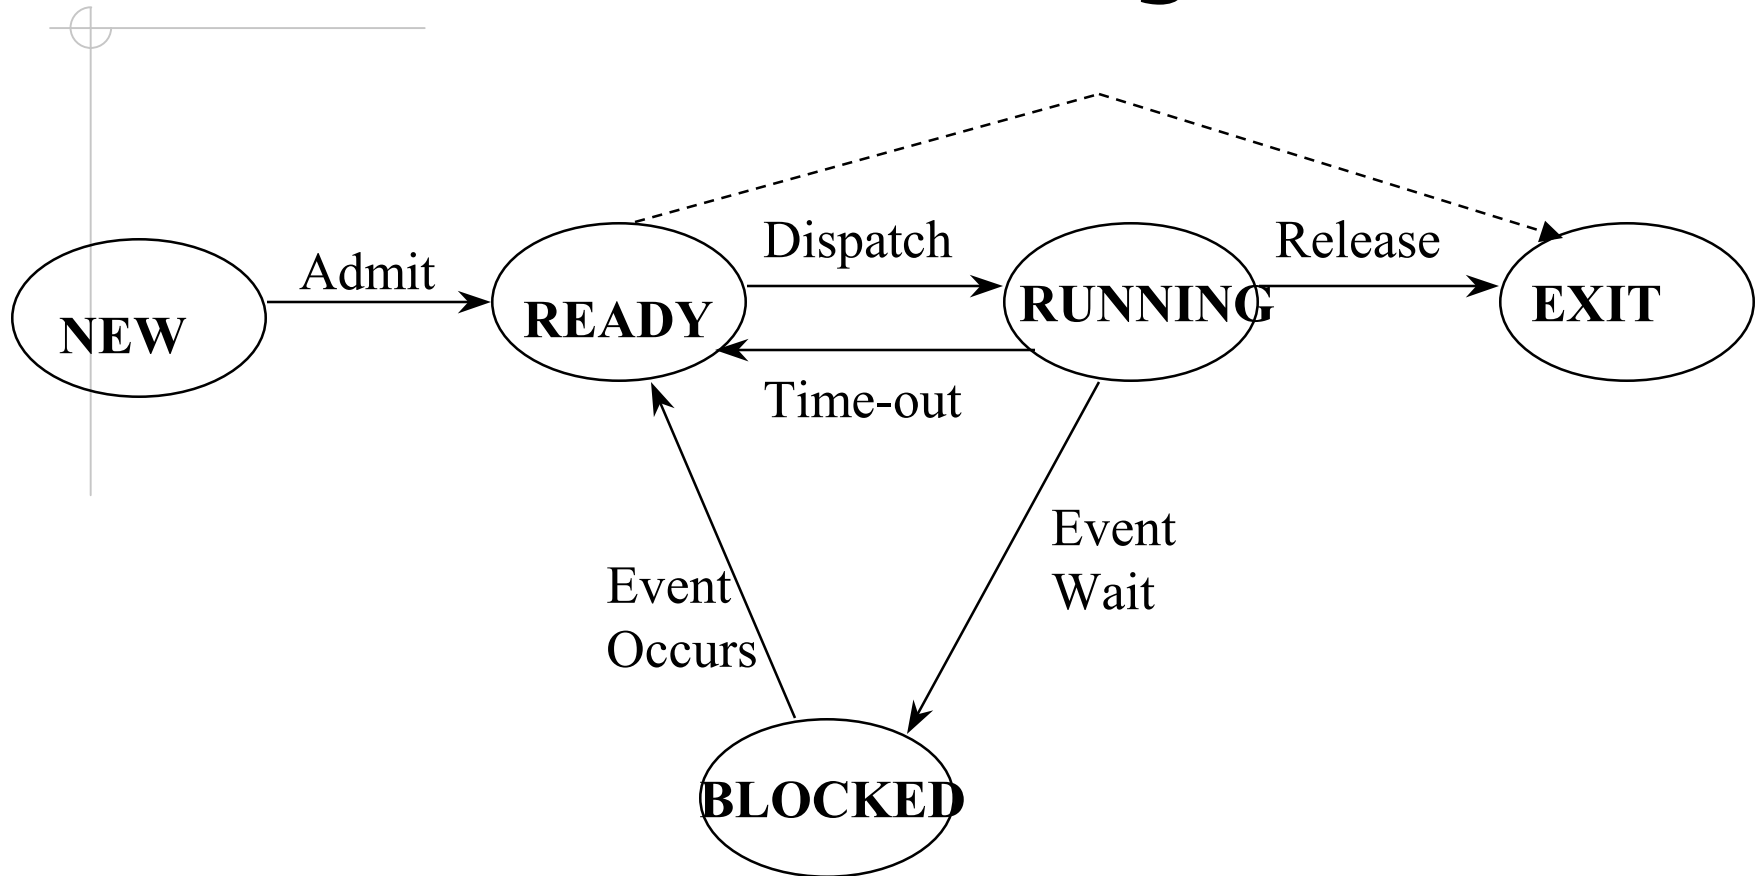 Dispatch
Release
Admit
NEW
READY
RUNNING
EXIT
Time-out
Event
Wait
Event
Occurs
BLOCKED